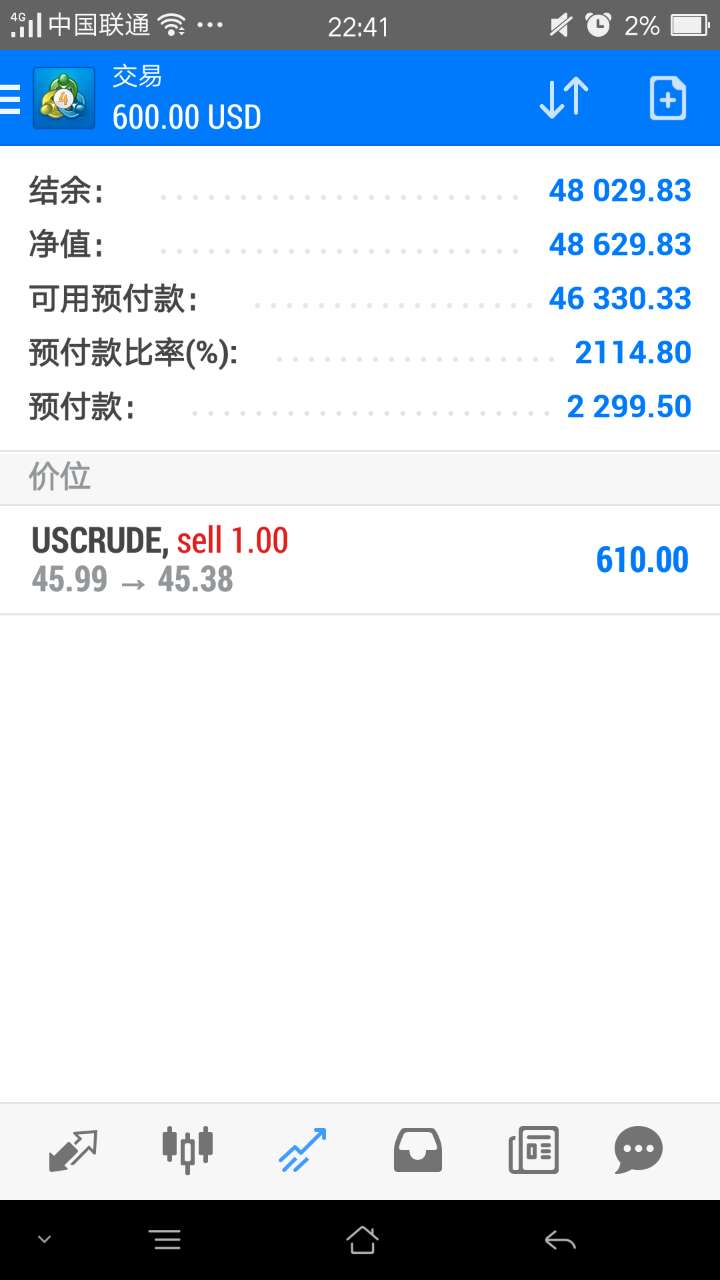 4G 中国联通 ••• 22:41 2%
交易
4
600.00 USD
结余: 48 029.83
净值: 48 629.83
可用预付款: 46 330.33
预付款比率(%): 2114.80
预付款: 2 299.50
价位
USCRUDE, sell 1.00
610.00
45.99 → 45.38